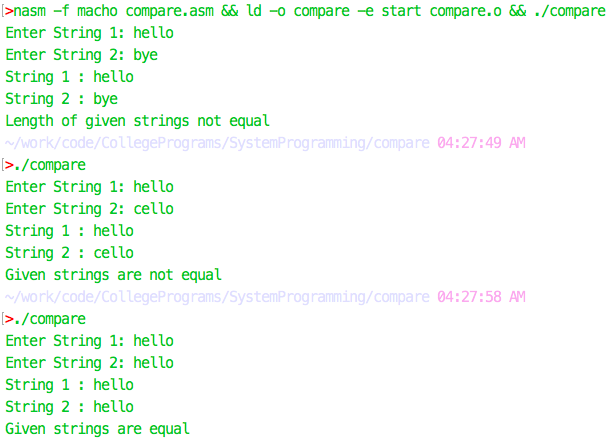 >nasm -f macho compare.asm && ld -o compare -e start compare.o && ./compare
Enter String 1: hello
Enter String 2: bye
String 1 : hello
String 2 : bye
Length of given strings not equal
~/work/code/CollegePrograms/SystemProgramming/compare 04:27:49 AM
>./compare
Enter String 1: hello
Enter String 2: cello
String 1 : hello
String 2 : cello
Given strings are not equal
~/work/code/CollegePrograms/SystemProgramming/compare 04:27:58 AM
>./compare
Enter String 1: hello
Enter String 2: hello
String 1 : hello
String 2 : hello
Given strings are equal